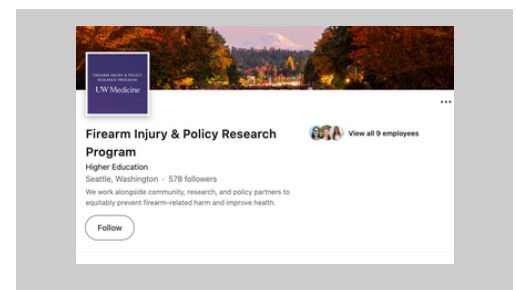 FIREARM INJURY & POLICY
RESEARCH PROGRAM
UW Medicine
Firearm Injury & Policy Research
Program
View all 9 employees
Higher Education
Seattle, Washington · 578 followers
We work alongside community, research, and policy partners to
equitably prevent firearm-related harm and improve health.
Follow